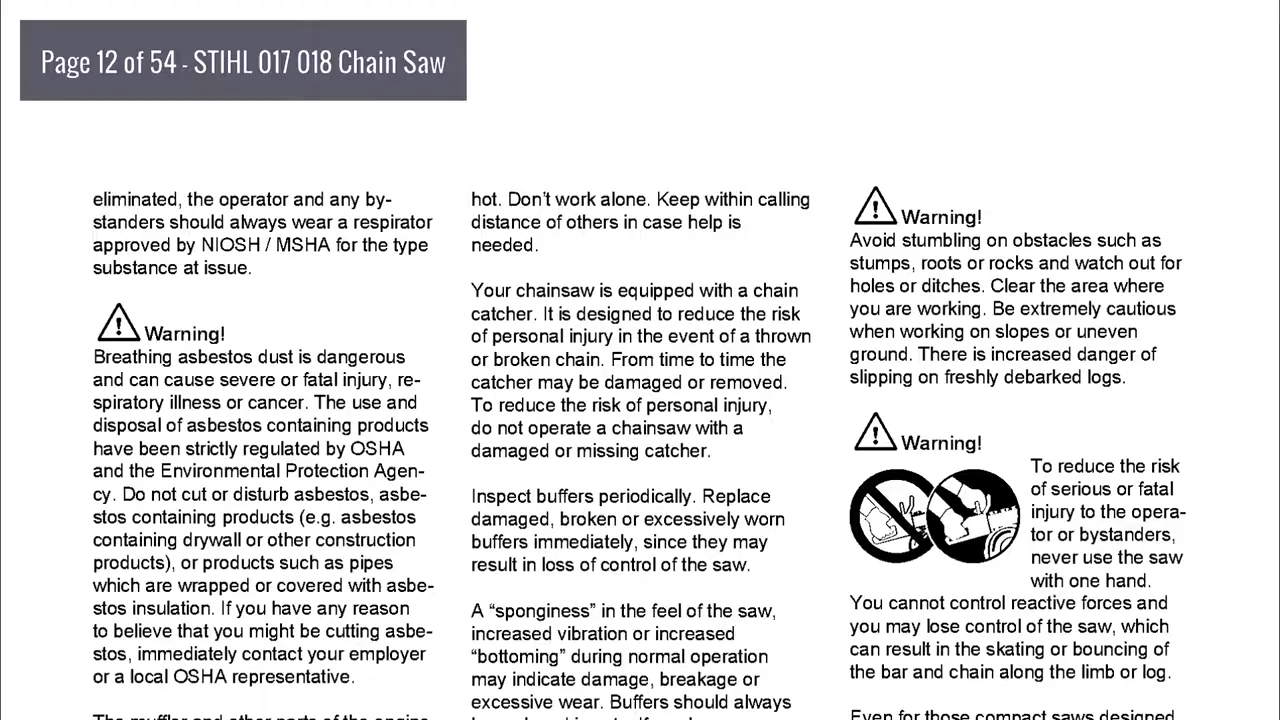 Page 12 of 54 - STIHL 017 018 Chain Saw
eliminated, the operator and any by-
standers should always wear a respirator
approved by NIOSH / MSHA for the type
substance at issue.
Warning!
Breathing asbestos dust is dangerous
and can cause severe or fatal injury, re-
spiratory illness or cancer. The use and
disposal of asbestos containing products
have been strictly regulated by OSHA
and the Environmental Protection Agen-
cy. Do not cut or disturb asbestos, asbe-
stos containing products (e.g. asbestos
containing drywall or other construction
products), or products such as pipes
which are wrapped or covered with asbe-
stos insulation. If you have any reason
to believe that you might be cutting asbe-
stos, immediately contact your employer
or a local OSHA representative.
The muffler and other parts of the engine
hot. Don't work alone. Keep within calling
distance of others in case help is
needed.
Your chainsaw is equipped with a chain
catcher. It is designed to reduce the risk
of personal injury in the event of a thrown
or broken chain. From time to time the
catcher may be damaged or removed.
To reduce the risk of personal injury,
do not operate a chainsaw with a
damaged or missing catcher.
Inspect buffers periodically. Replace
damaged, broken or excessively worn
buffers immediately, since they may
result in loss of control of the saw.
A “sponginess” in the feel of the saw,
increased vibration or increased
“bottoming” during normal operation
may indicate damage, breakage or
excessive wear. Buffers should always
Warning!
Avoid stumbling on obstacles such as
stumps, roots or rocks and watch out for
holes or ditches. Clear the area where
you are working. Be extremely cautious
when working on slopes or uneven
ground. There is increased danger of
slipping on freshly debarked logs.
Warning!
To reduce the risk
of serious or fatal
injury to the opera-
tor or bystanders,
never use the saw
with one hand.
You cannot control reactive forces and
you may lose control of the saw, which
can result in the skating or bouncing of
the bar and chain along the limb or log.
Even for those compact saws designed